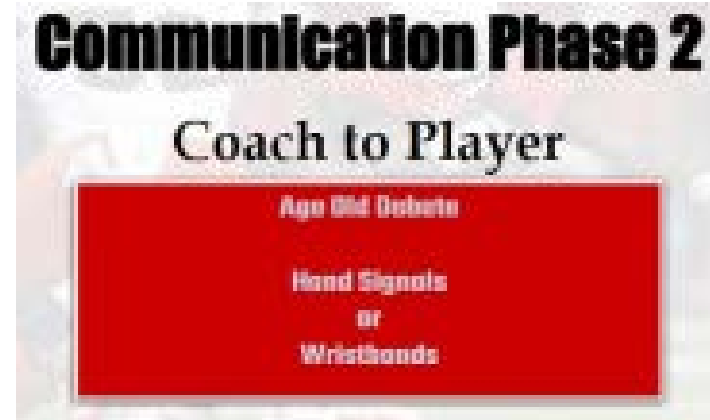 Communication Phase 2
Coach to Player
Age Old Debate
Hand Signals
or
Wristbands